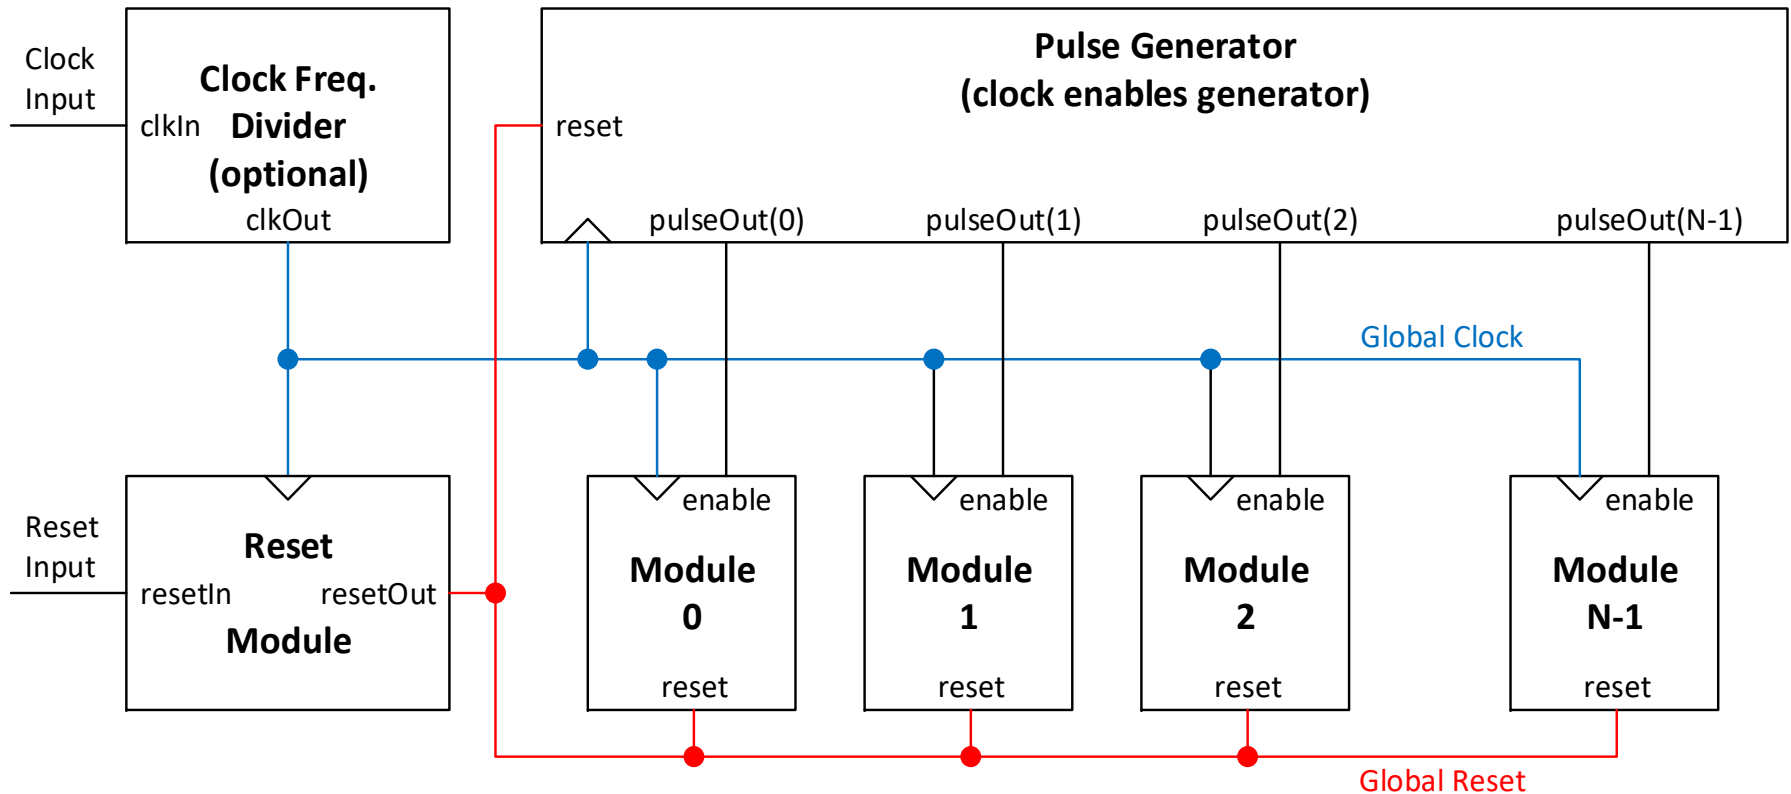 Clock
Input
clkIn
Clock Freq.
Divider
(optional)
clkOut
Pulse Generator
(clock enables generator)
reset
pulseOut(0)
pulseOut(1)
pulseOut(2)
pulseOut(N-1)
Global Clock
Reset
Input
resetIn
Reset
Module
resetOut
enable
Module
0
reset
enable
Module
1
reset
enable
Module
2
reset
enable
Module
N-1
reset
Global Reset